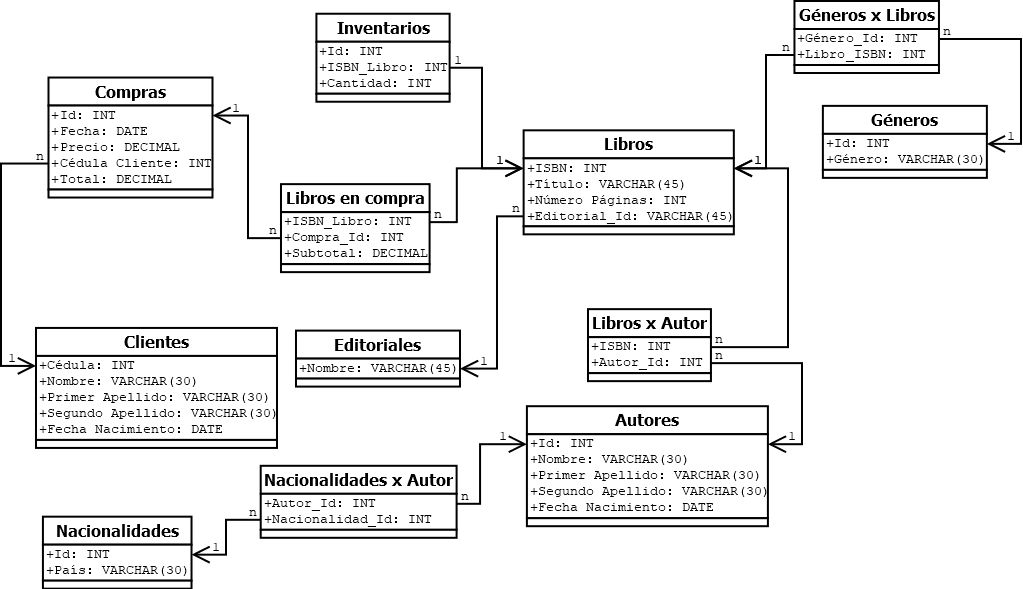 Inventarios
+Id: INT
+ISBN_Libro: INT
+Cantidad: INT
1
Géneros x Libros
+Género_Id: INT
+Libro_ISBN: INT
n
n
Compras
+Id: INT
+Fecha: DATE
+Precio: DECIMAL
+Cédula Cliente: INT
+Total: DECIMAL
1
n
Géneros
+Id: INT
+Género: VARCHAR(30)
1
Libros
+ISBN: INT
+Título: VARCHAR(45)
+Número Páginas: INT
+Editorial_Id: VARCHAR(45)
1
1
n
Libros en compra
+ISBN_Libro: INT
+Compra_Id: INT
+Subtotal: DECIMAL
n
n
Clientes
+Cédula: INT
+Nombre: VARCHAR(30)
+Primer Apellido: VARCHAR(30)
+Segundo Apellido: VARCHAR(30)
+Fecha Nacimiento: DATE
1
Editoriales
+Nombre: VARCHAR(45)
1
Libros x Autor
+ISBN: INT
+Autor_Id: INT
n
n
Autores
+Id: INT
+Nombre: VARCHAR(30)
+Primer Apellido: VARCHAR(30)
+Segundo Apellido: VARCHAR(30)
+Fecha Nacimiento: DATE
1
1
Nacionalidades x Autor
+Autor_Id: INT
+Nacionalidad_Id: INT
n
n
Nacionalidades
+Id: INT
+País: VARCHAR(30)
1